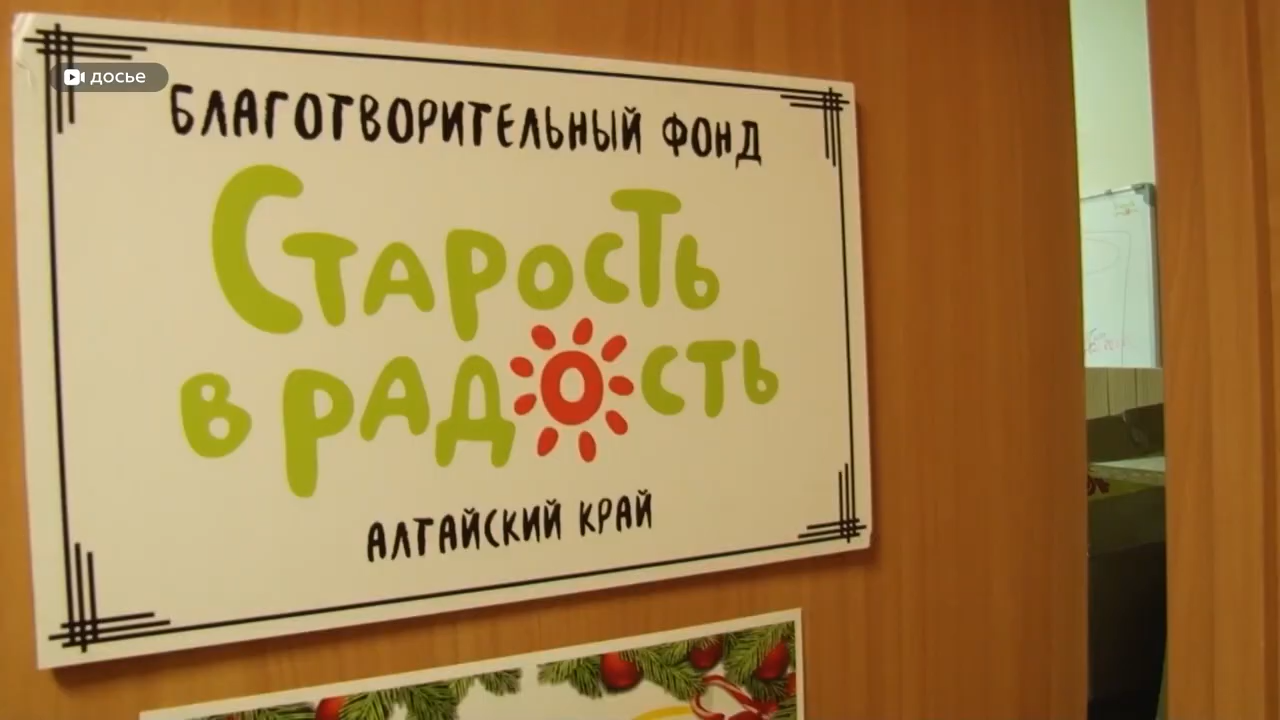 досье
БЛАГОТВОРИТЕЛЬНЫЙ ФОНД
СТАРОСТЬ
В РАДОСТЬ
АЛТАЙСКИЙ КРАЙ